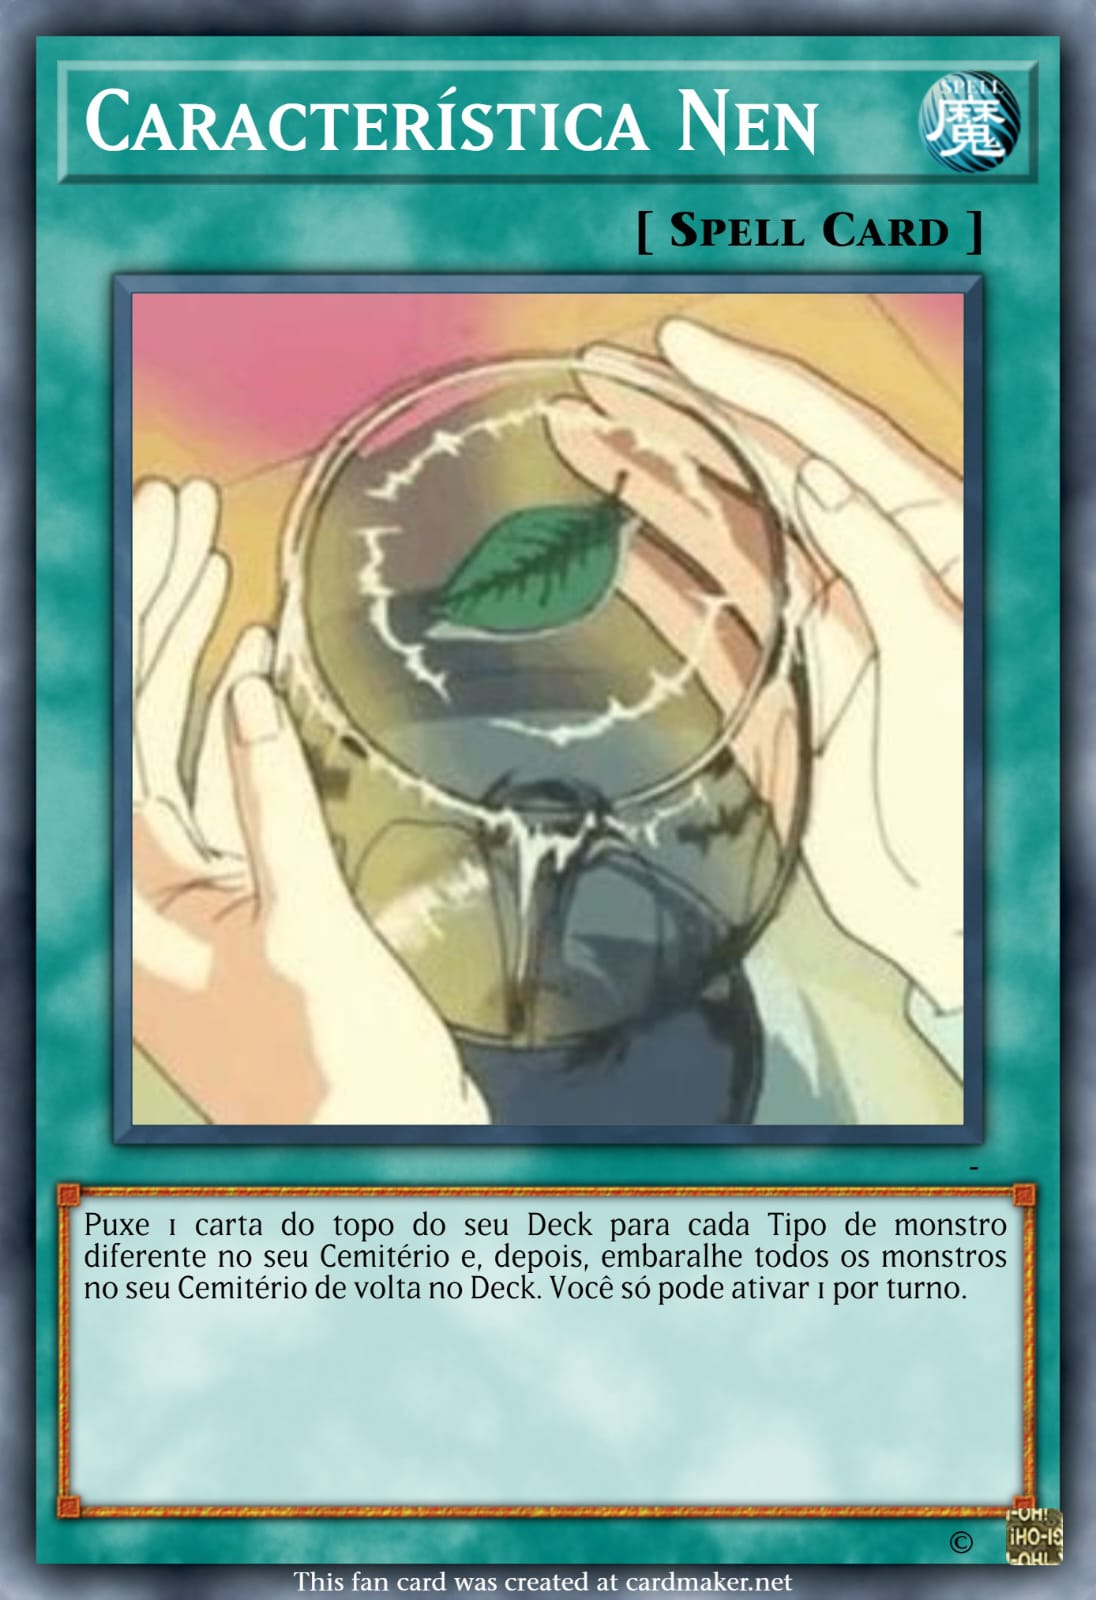 Característica Nen
SPELL
魔
[ Spell Card ]
-
Puxe 1 carta do topo do seu Deck para cada Tipo de monstro
diferente no seu Cemitério e, depois, embaralhe todos os monstros
no seu Cemitério de volta no Deck. Você só pode ativar 1 por turno.
©
This fan card was created at cardmaker.net